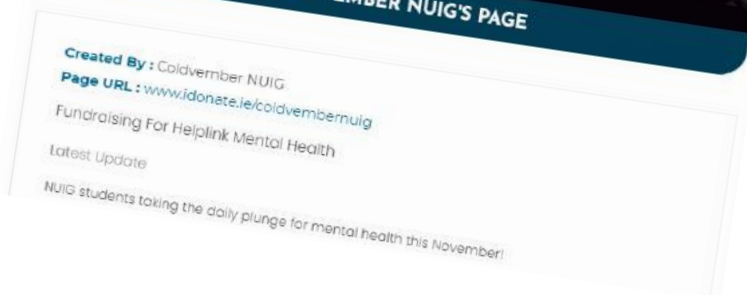 NUIG'S PAGE
Created By : Coldvember NUIG
Page URL : www.idonate.ie/coldvembernuig
Fundraising For Helplink Mental Health
Latest Update
NUIG students taking the daily plunge for mental health this November!